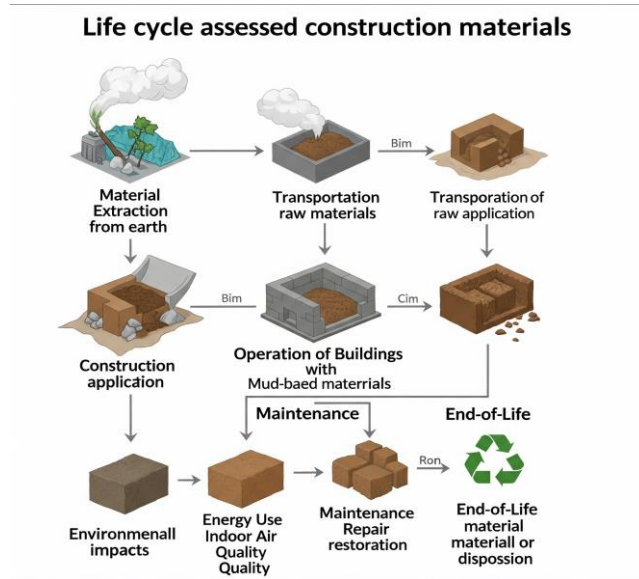 Life cycle assessed construction materials
Bim
Material
Extraction
from earth
Transportation
raw materials
Transporation of
raw application
Bim
Cim
Construction
application
Operation of Buildings
with
Mud-baed materrials
Maintenance
End-of-Life
Ron
Environmenall
impacts
Energy Use
Indoor Air
Quality
Quality
Maintenance
Repair
restoration
End-of-Life
material
materiall or
dispossion